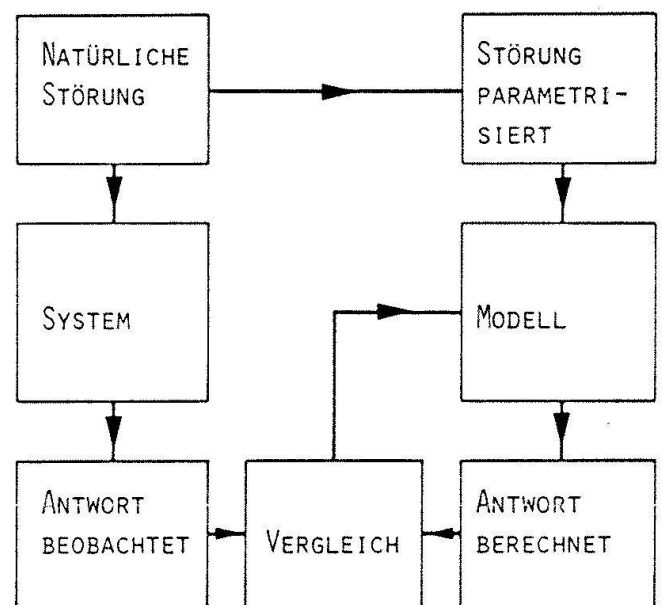 NATÜRLICHE
STÖRUNG
STÖRUNG
PARAMETRI-
SIERT
SYSTEM
MODELL
ANTWORT
BEOBACHTET
VERGLEICH
ANTWORT
BERECHNET